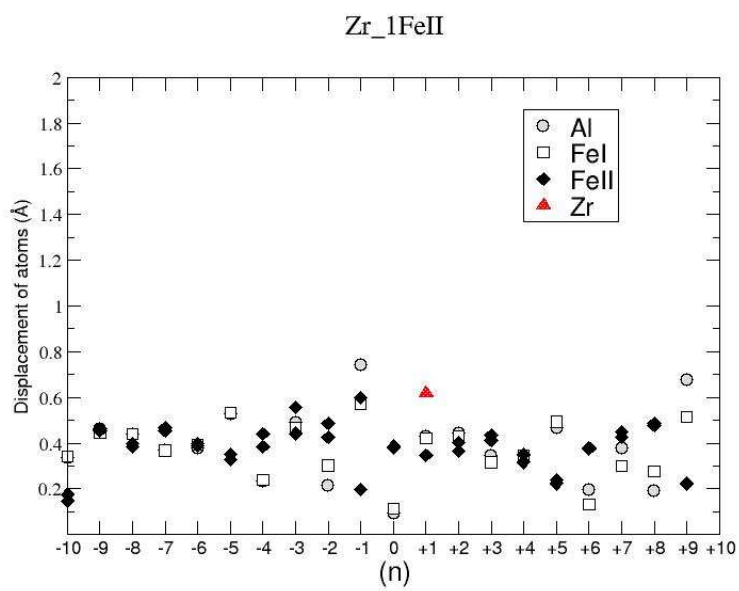 Zr_1FeII
2
1.8
1.6
1.4
1.2
1
0.8
0.6
0.4
0.2
Displacement of atoms (Å)
Al
FeI
FeII
Zr
-10 -9 -8 -7 -6 -5 -4 -3 -2 -1 0 +1 +2 +3 +4 +5 +6 +7 +8 +9 +10
(n)